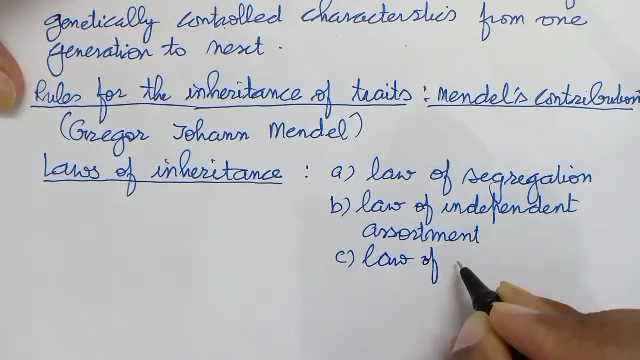 genetically controlled characterstics from one
generation to next.
Rules for the inheritance of traits : Mendel's contribution
(Gregor Johann Mendel)
Laws of inheritance : a) law of segregation
b) law of independent
assortment
c) law of